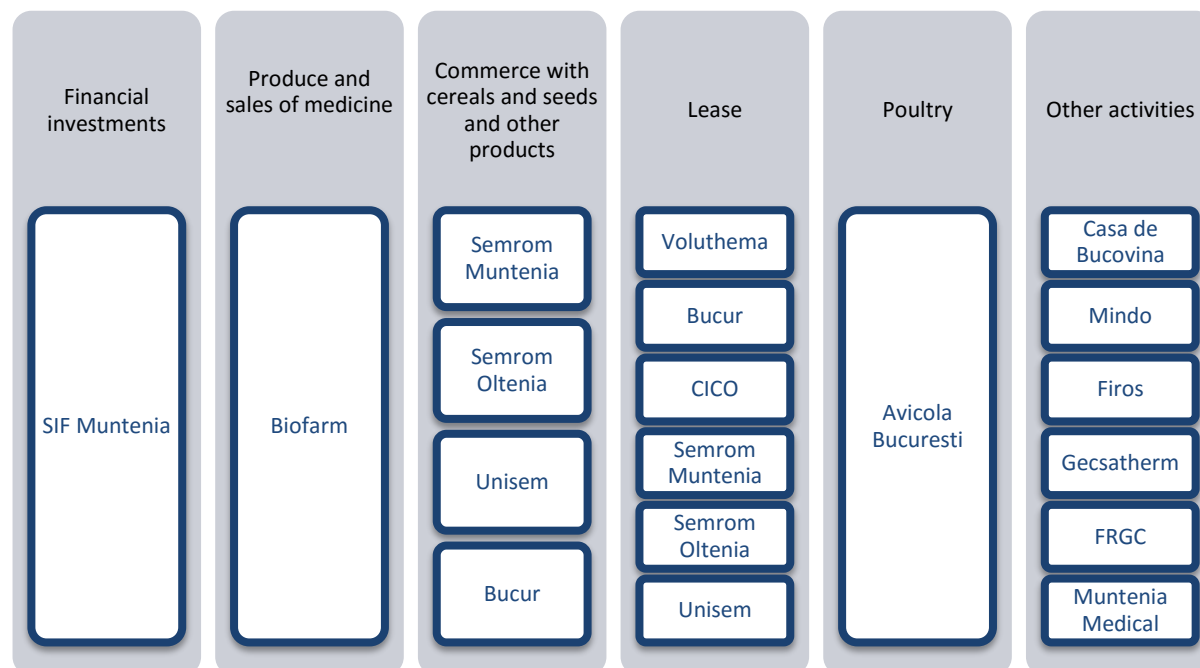 Financial
investments
SIF Muntenia
Produce and
sales of medicine
Biofarm
Commerce with
cereals and seeds
and other
products
Semrom
Muntenia
Semrom
Oltenia
Unisem
Bucur
Lease
Voluthema
Bucur
CICO
Semrom
Muntenia
Semrom
Oltenia
Unisem
Poultry
Avicola
Bucuresti
Other activities
Casa de
Bucovina
Mindo
Firos
Gecsatherm
FRGC
Muntenia
Medical